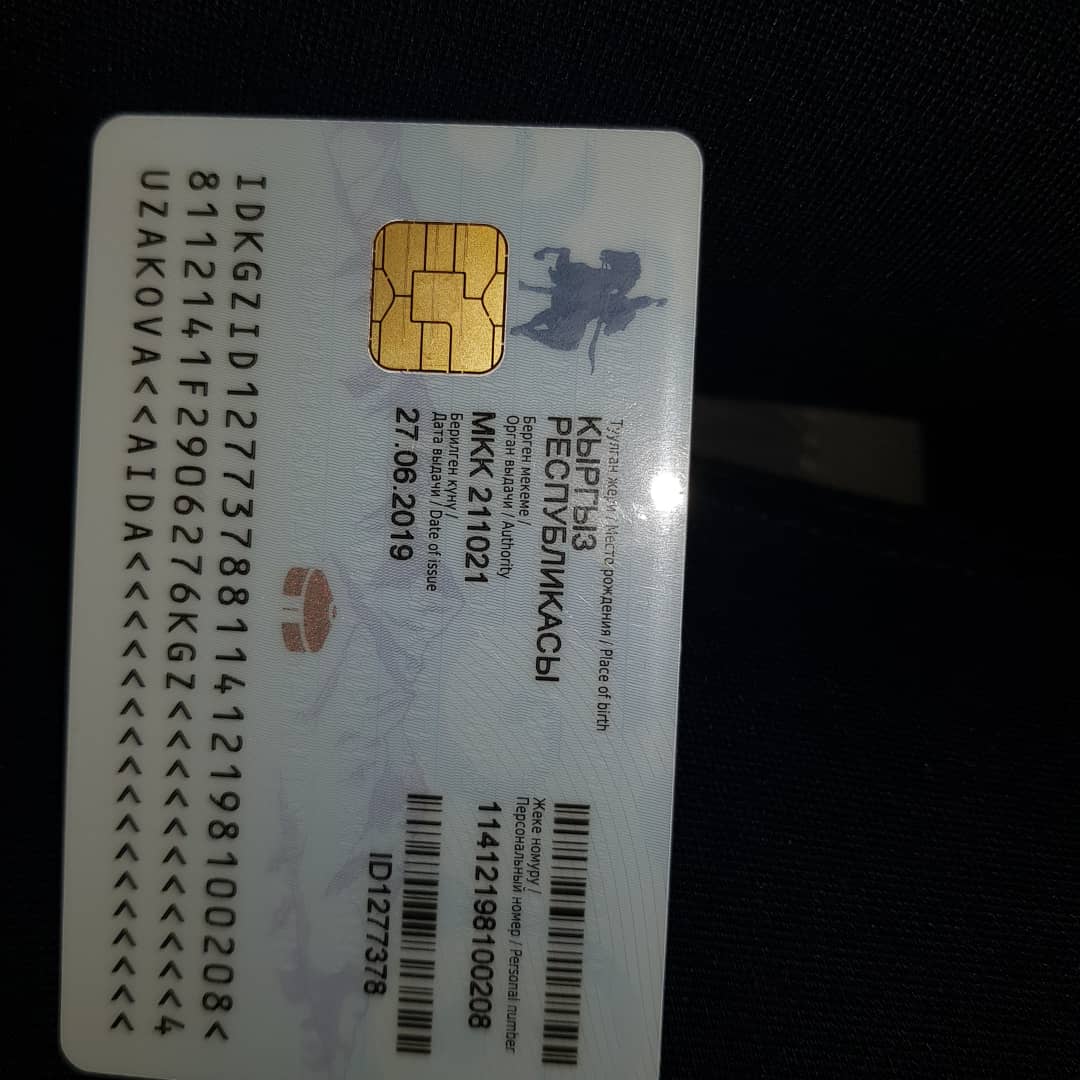 Туулган жери / Место рождения / Place of birth
КЫРГЫЗ
РЕСПУБЛИКАСЫ
Берген мекеме /
Орган выдачи / Authority
МКК 211021
Берилген күнү /
Дата выдачи / Date of issue
27.06.2019
Жеке номуру /
Персональный номер / Personal number
11412198100208
ID1277378
IDKGZID1277378811412198100208<
8112141F2906276KGZ<<<<<<<<<<<4
UZAKOVA<<AIDA<<<<<<<<<<<<<<<<<